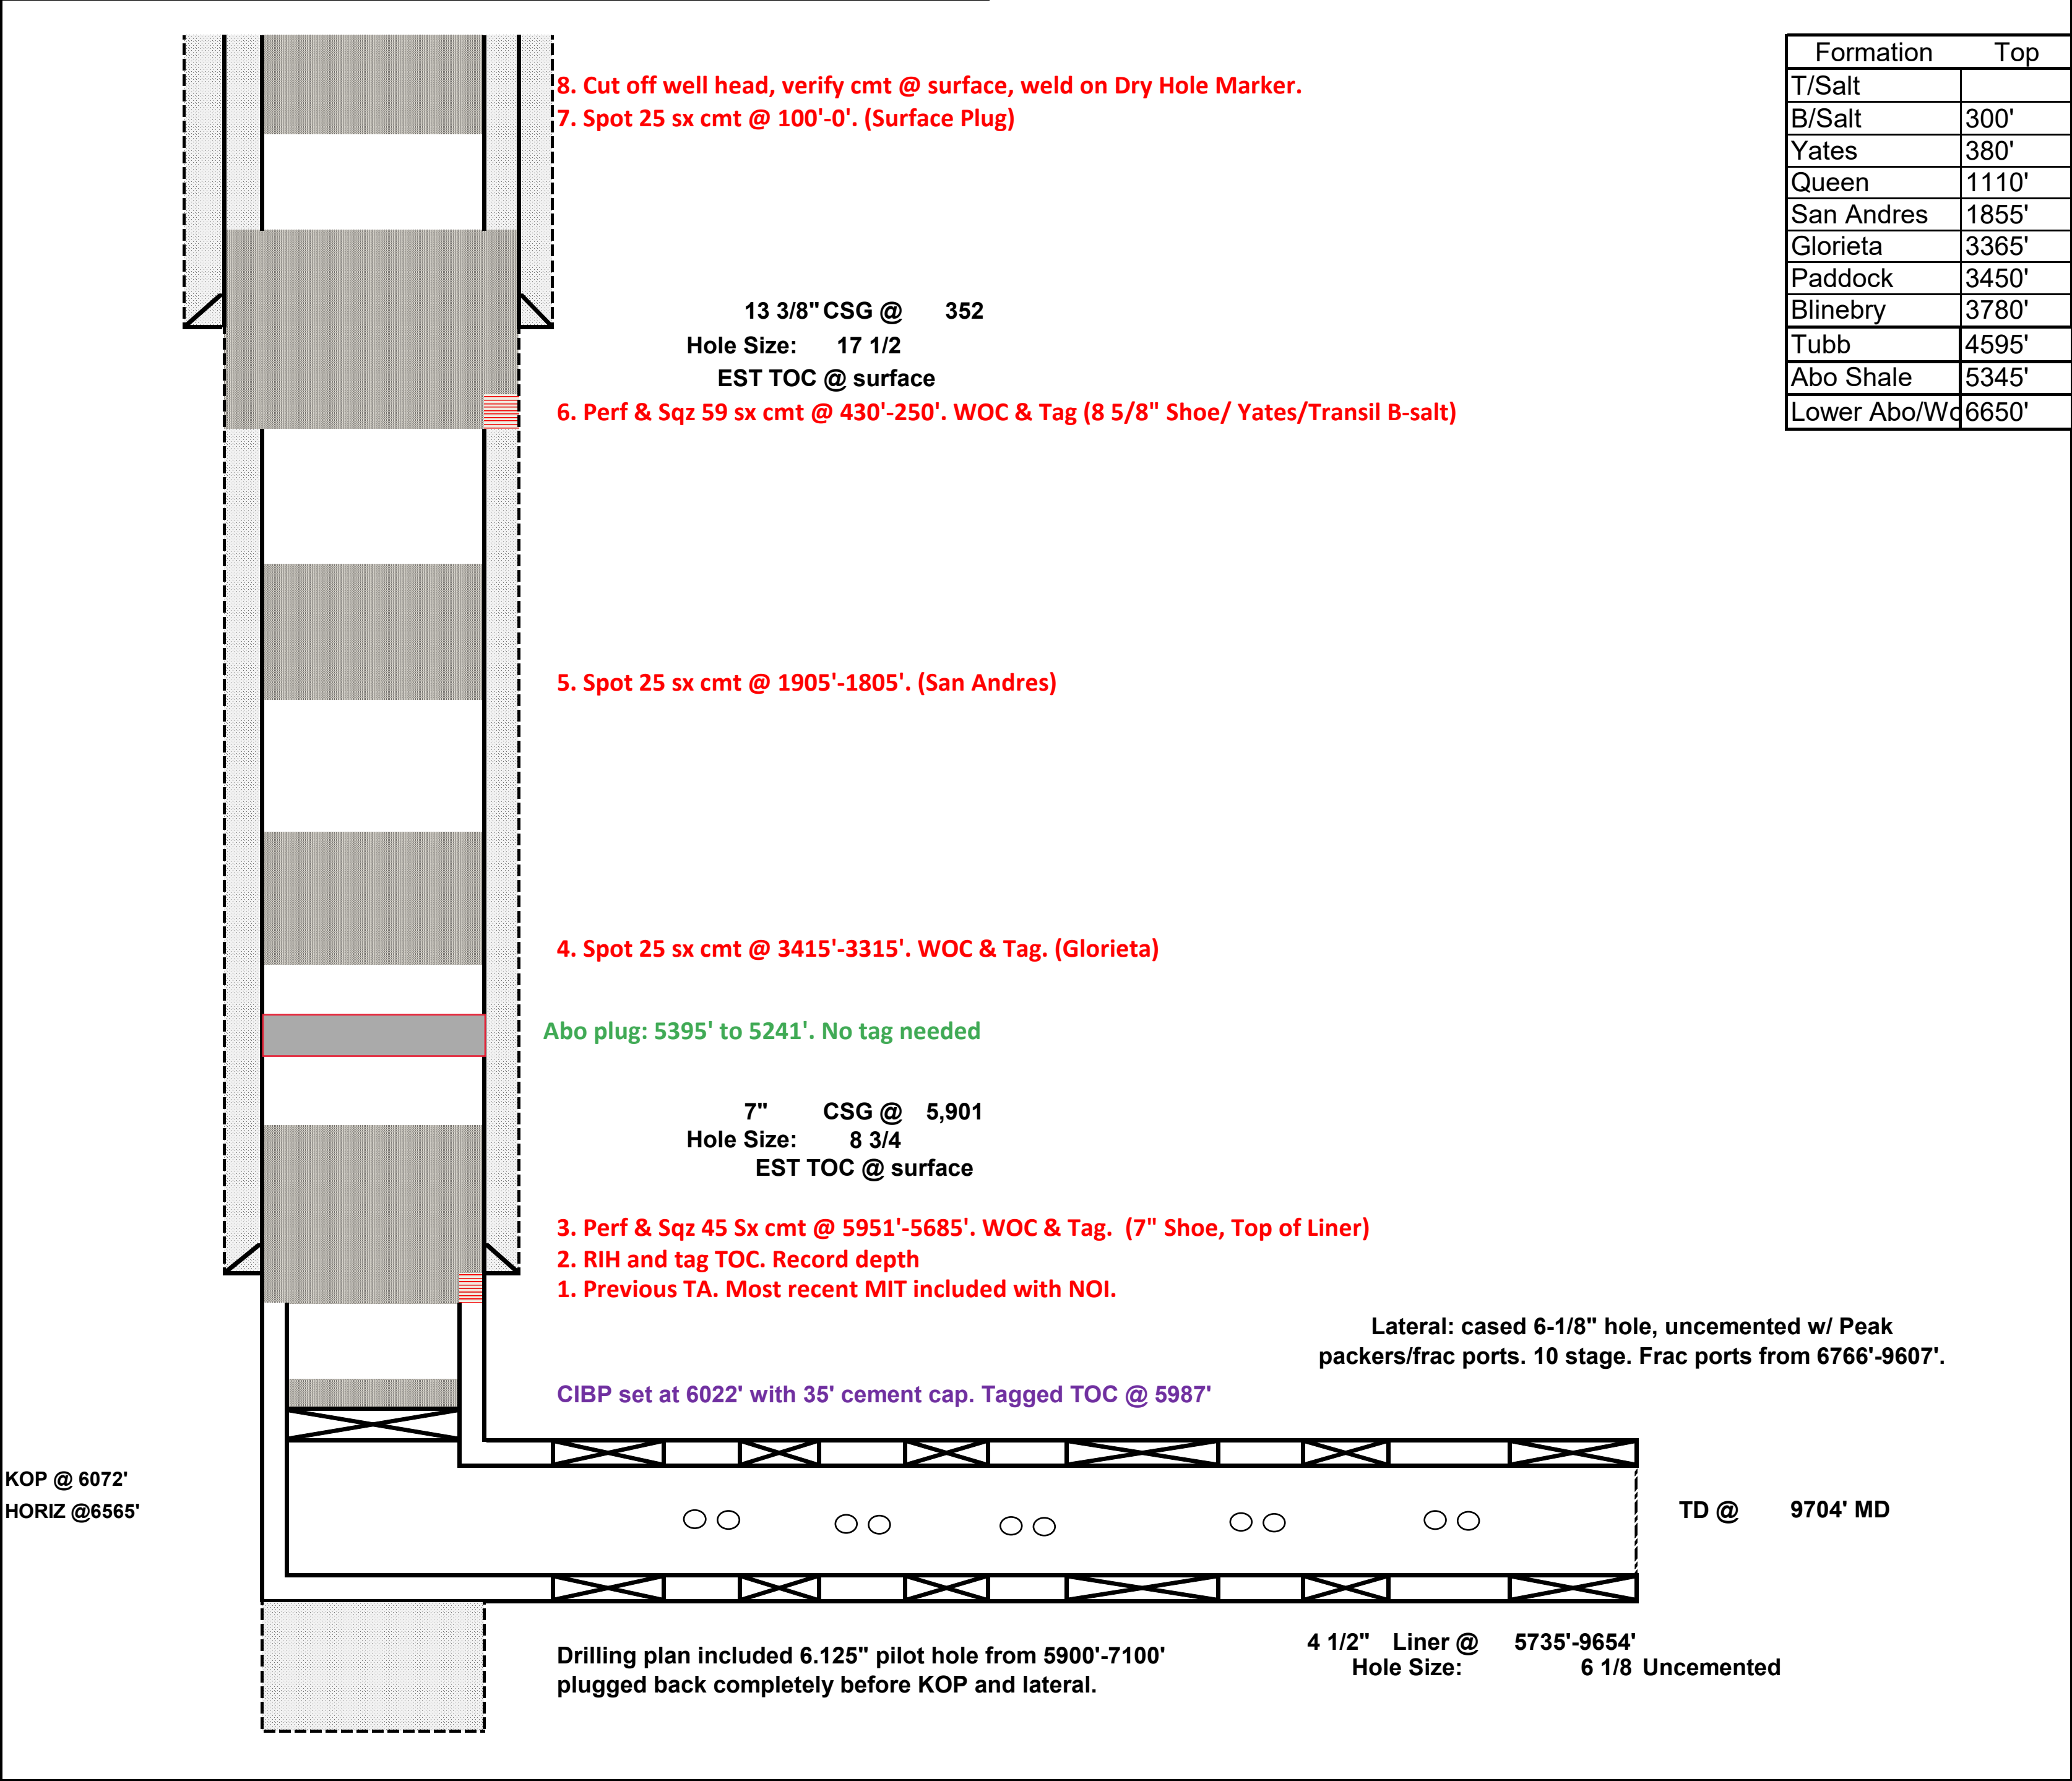 8. Cut off well head, verify cmt @ surface, weld on Dry Hole Marker.
7. Spot 25 sx cmt @ 100'-0'. (Surface Plug)
13 3/8" CSG @ 352
Hole Size: 17 1/2
EST TOC @ surface
6. Perf & Sqz 59 sx cmt @ 430'-250'. WOC & Tag (8 5/8" Shoe/ Yates/Transil B-salt)
5. Spot 25 sx cmt @ 1905'-1805'. (San Andres)
4. Spot 25 sx cmt @ 3415'-3315'. WOC & Tag. (Glorieta)
Abo plug: 5395' to 5241'. No tag needed
7" CSG @ 5,901
Hole Size: 8 3/4
EST TOC @ surface
3. Perf & Sqz 45 Sx cmt @ 5951'-5685'. WOC & Tag. (7" Shoe, Top of Liner)
2. RIH and tag TOC. Record depth
1. Previous TA. Most recent MIT included with NOI.
Lateral: cased 6-1/8" hole, uncemented w/ Peak
packers/frac ports. 10 stage. Frac ports from 6766'-9607'.
CIBP set at 6022' with 35' cement cap. Tagged TOC @ 5987'
KOP @ 6072'
HORIZ @6565'
TD @ 9704' MD
Drilling plan included 6.125" pilot hole from 5900'-7100'
plugged back completely before KOP and lateral.
4 1/2" Liner @ 5735'-9654'
Hole Size: 6 1/8 Uncemented
Formation Top
T/Salt
B/Salt 300'
Yates 380'
Queen 1110'
San Andres 1855'
Glorieta 3365'
Paddock 3450'
Blinebry 3780'
Tubb 4595'
Abo Shale 5345'
Lower Abo/Wc 6650'